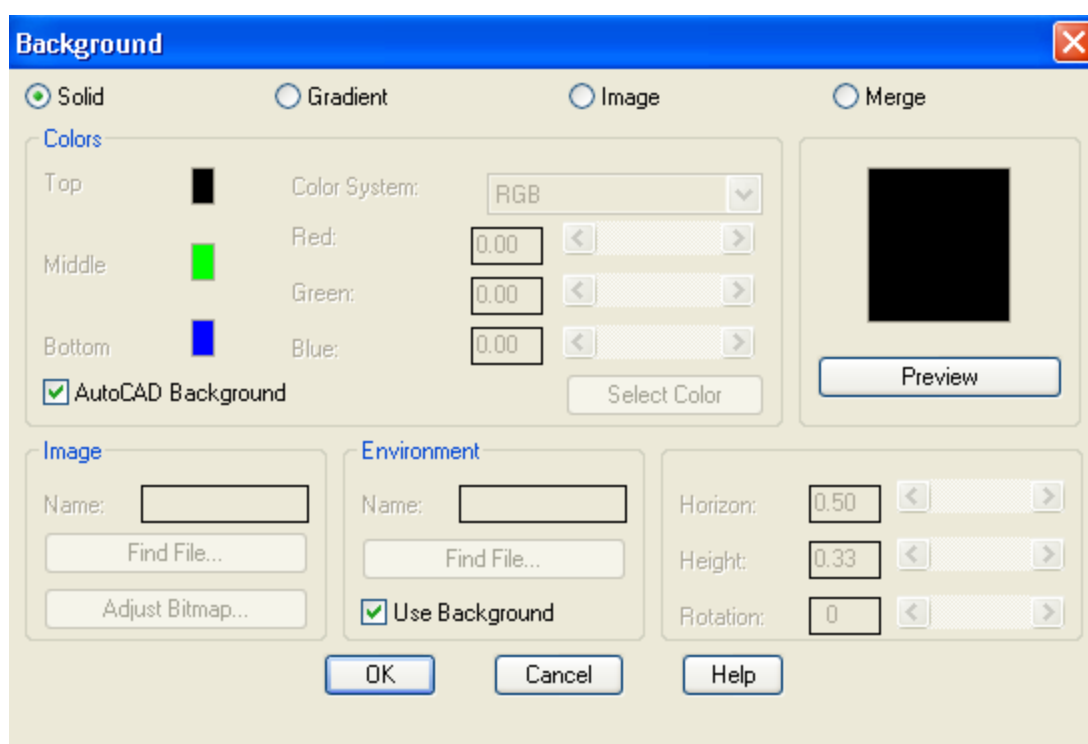 Background
Solid Gradient Image Merge
Colors
Top Color System: RGB
Red: 0.00
Middle
Green: 0.00
Bottom Blue: 0.00
AutoCAD Background Select Color
Preview
Image Environment
Name: Name: Horizon: 0.50
Find File... Find File... Height: 0.33
Adjust Bitmap... Use Background Rotation: 0
OK Cancel Help